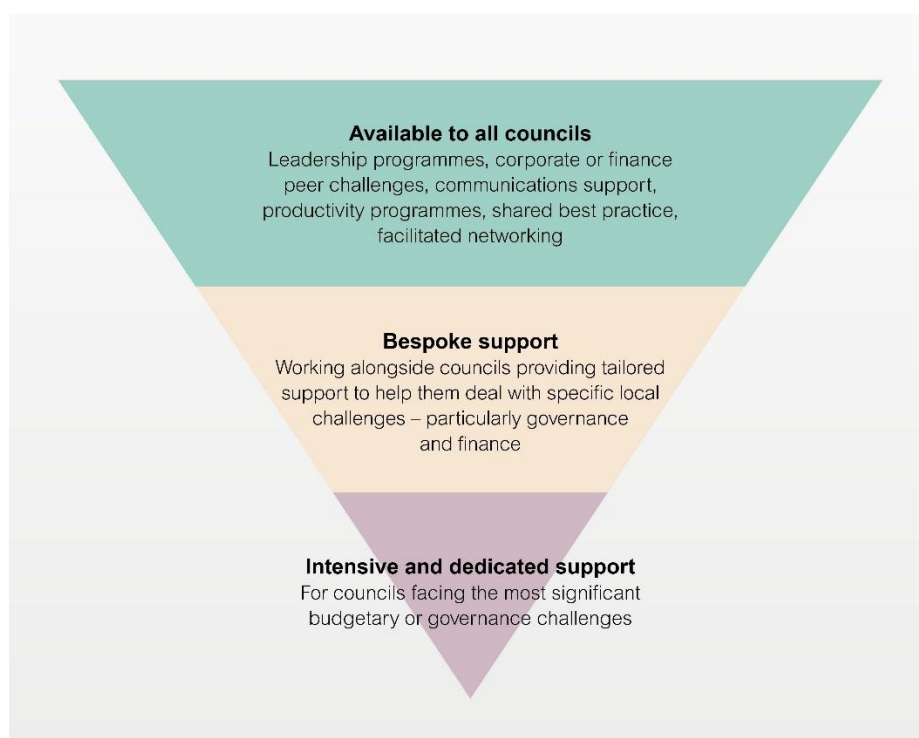 Available to all councils
Leadership programmes, corporate or finance
peer challenges, communications support,
productivity programmes, shared best practice,
facilitated networking
Bespoke support
Working alongside councils providing tailored
support to help them deal with specific local
challenges – particularly governance
and finance
Intensive and dedicated support
For councils facing the most significant
budgetary or governance challenges